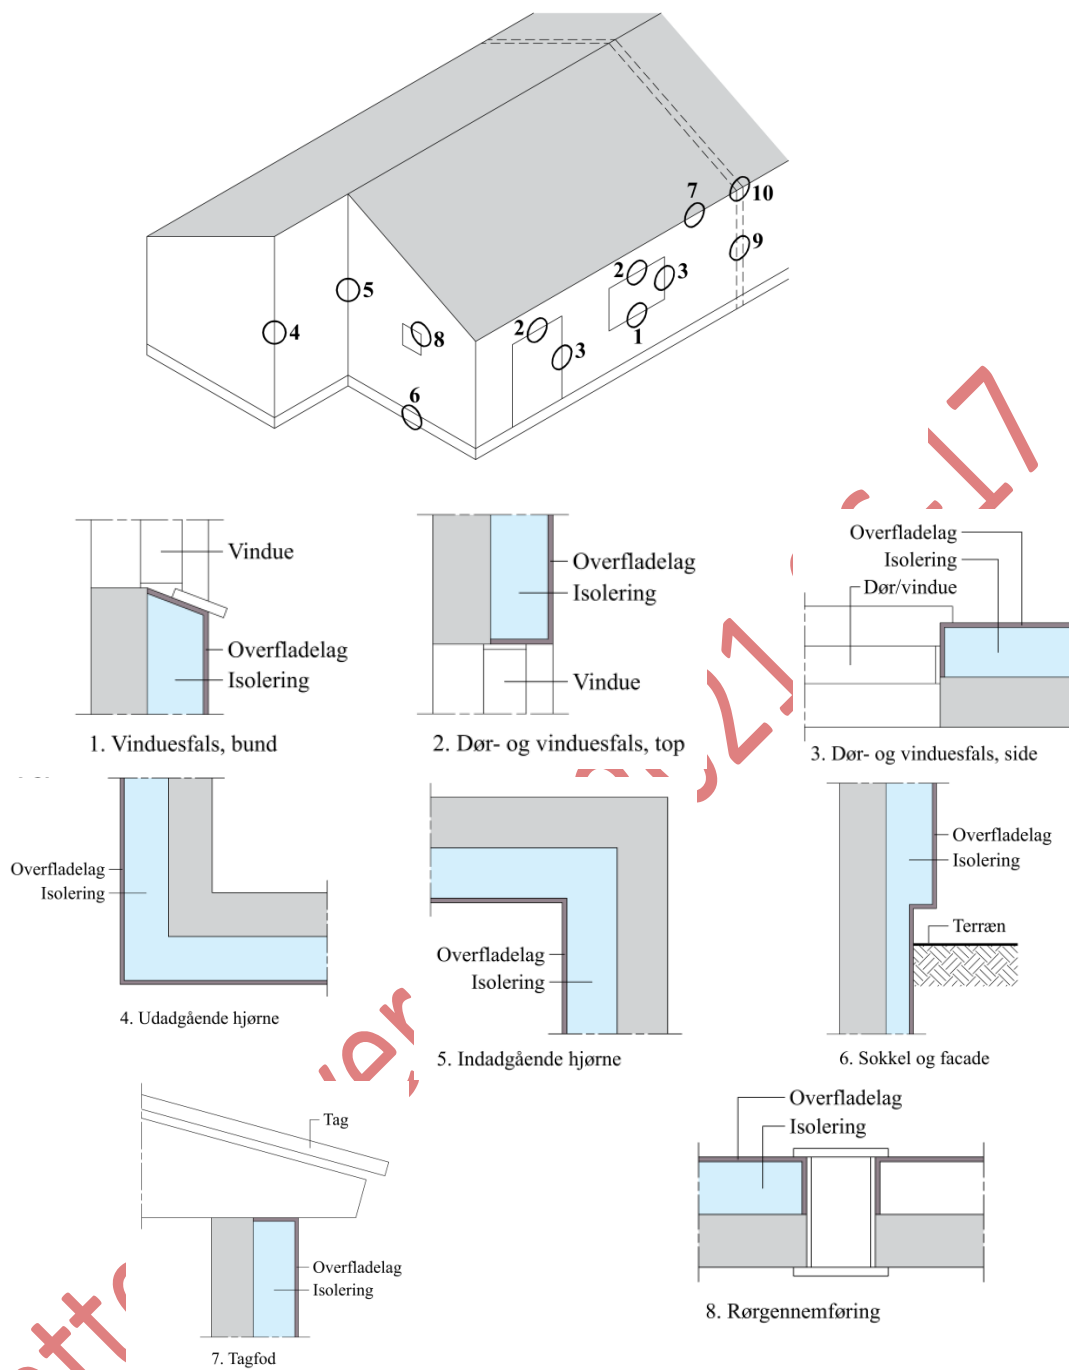 7
10
9
2
3
5
4
8
1
2
3
6
Vindue
Overfladelag
Isolering
1. Vinduesfals, bund
Overfladelag
Isolering
Vindue
2. Dør- og vinduesfals, top
Overfladelag
Isolering
Dør/vindue
3. Dør- og vinduesfals, side
Overfladelag
Isolering
4. Udadgående hjørne
Overfladelag
Isolering
5. Indadgående hjørne
Overfladelag
Isolering
Terræn
6. Sokkel og facade
Tag
Overfladelag
Isolering
7. Tagfod
Overfladelag
Isolering
8. Rørgennemføring